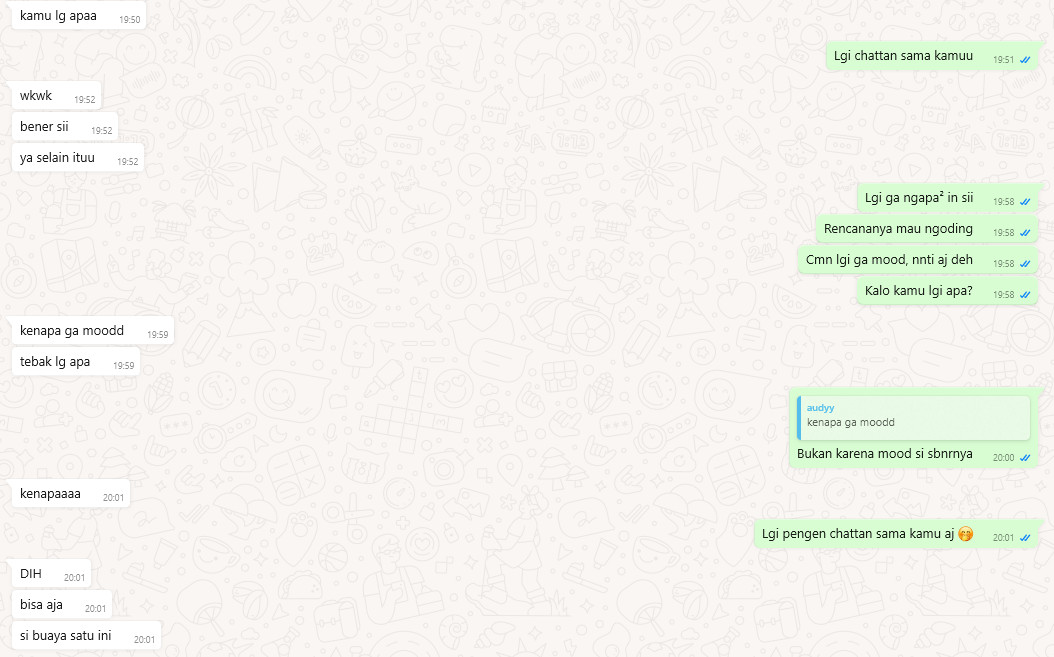 kamu lg apaa 19:50
Lgi chattan sama kamuu 19:51
wkwk 19:52
bener sii 19:52
ya selain ituu 19:52
Lgi ga ngapa² in sii 19:58
Rencananya mau ngoding 19:58
Cmn lgi ga mood, nnti aj deh 19:58
Kalo kamu lgi apa? 19:58
kenapa ga moodd 19:59
tebak lg apa 19:59
audyy
kenapa ga moodd
Bukan karena mood si sbnrnya 20:00
kenapaaaa 20:01
Lgi pengen chattan sama kamu aj 🤭 20:01
DIH 20:01
bisa aja 20:01
si buaya satu ini 20:01